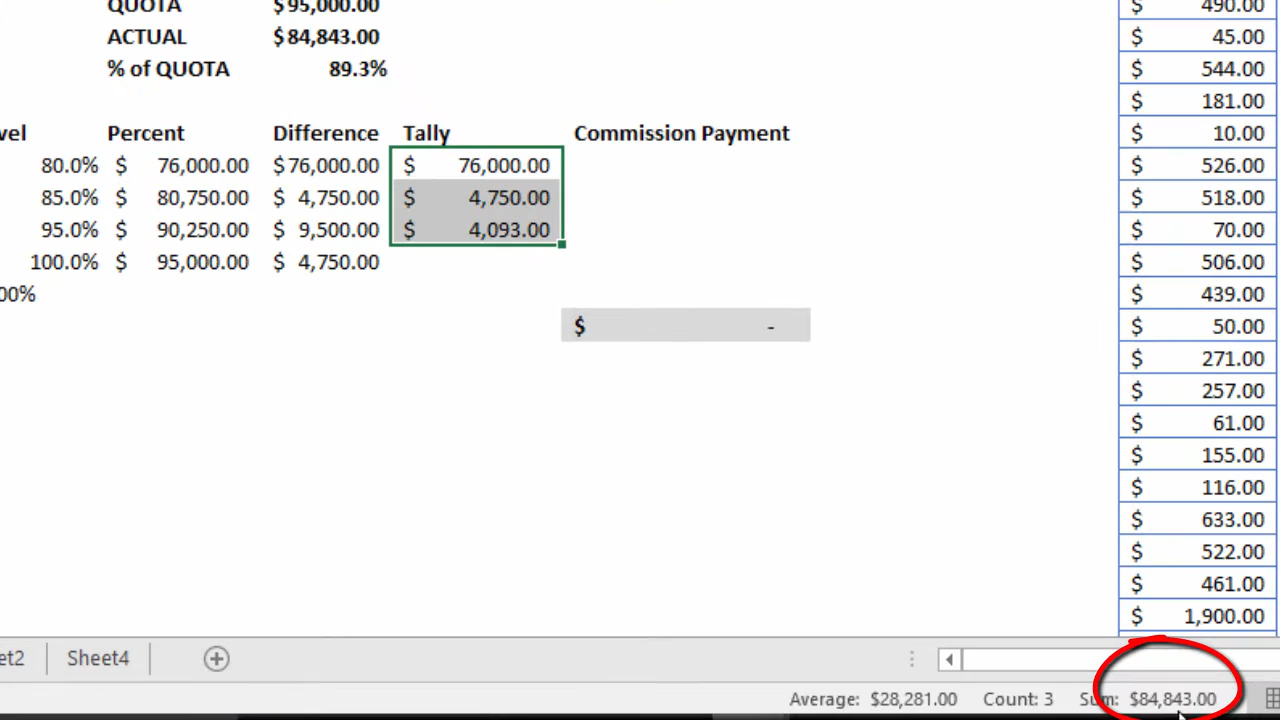 QUOTA $95,000.00 $ 490.00
ACTUAL $84,843.00 $ 45.00
% of QUOTA 89.3% $ 544.00
$ 181.00
vel Percent Difference Tally Commission Payment $ 10.00
80.0% $ 76,000.00 $76,000.00 $ 76,000.00 $ 526.00
85.0% $ 80,750.00 $ 4,750.00 $ 4,750.00 $ 518.00
95.0% $ 90,250.00 $ 9,500.00 $ 4,093.00 $ 70.00
100.0% $ 95,000.00 $ 4,750.00 $ 506.00
00% $ 439.00
$ - $ 50.00
$ 271.00
$ 257.00
$ 61.00
$ 155.00
$ 116.00
$ 633.00
$ 522.00
$ 461.00
$ 1,900.00
et2 Sheet4
Average: $28,281.00 Count: 3 Sum: $84,843.00